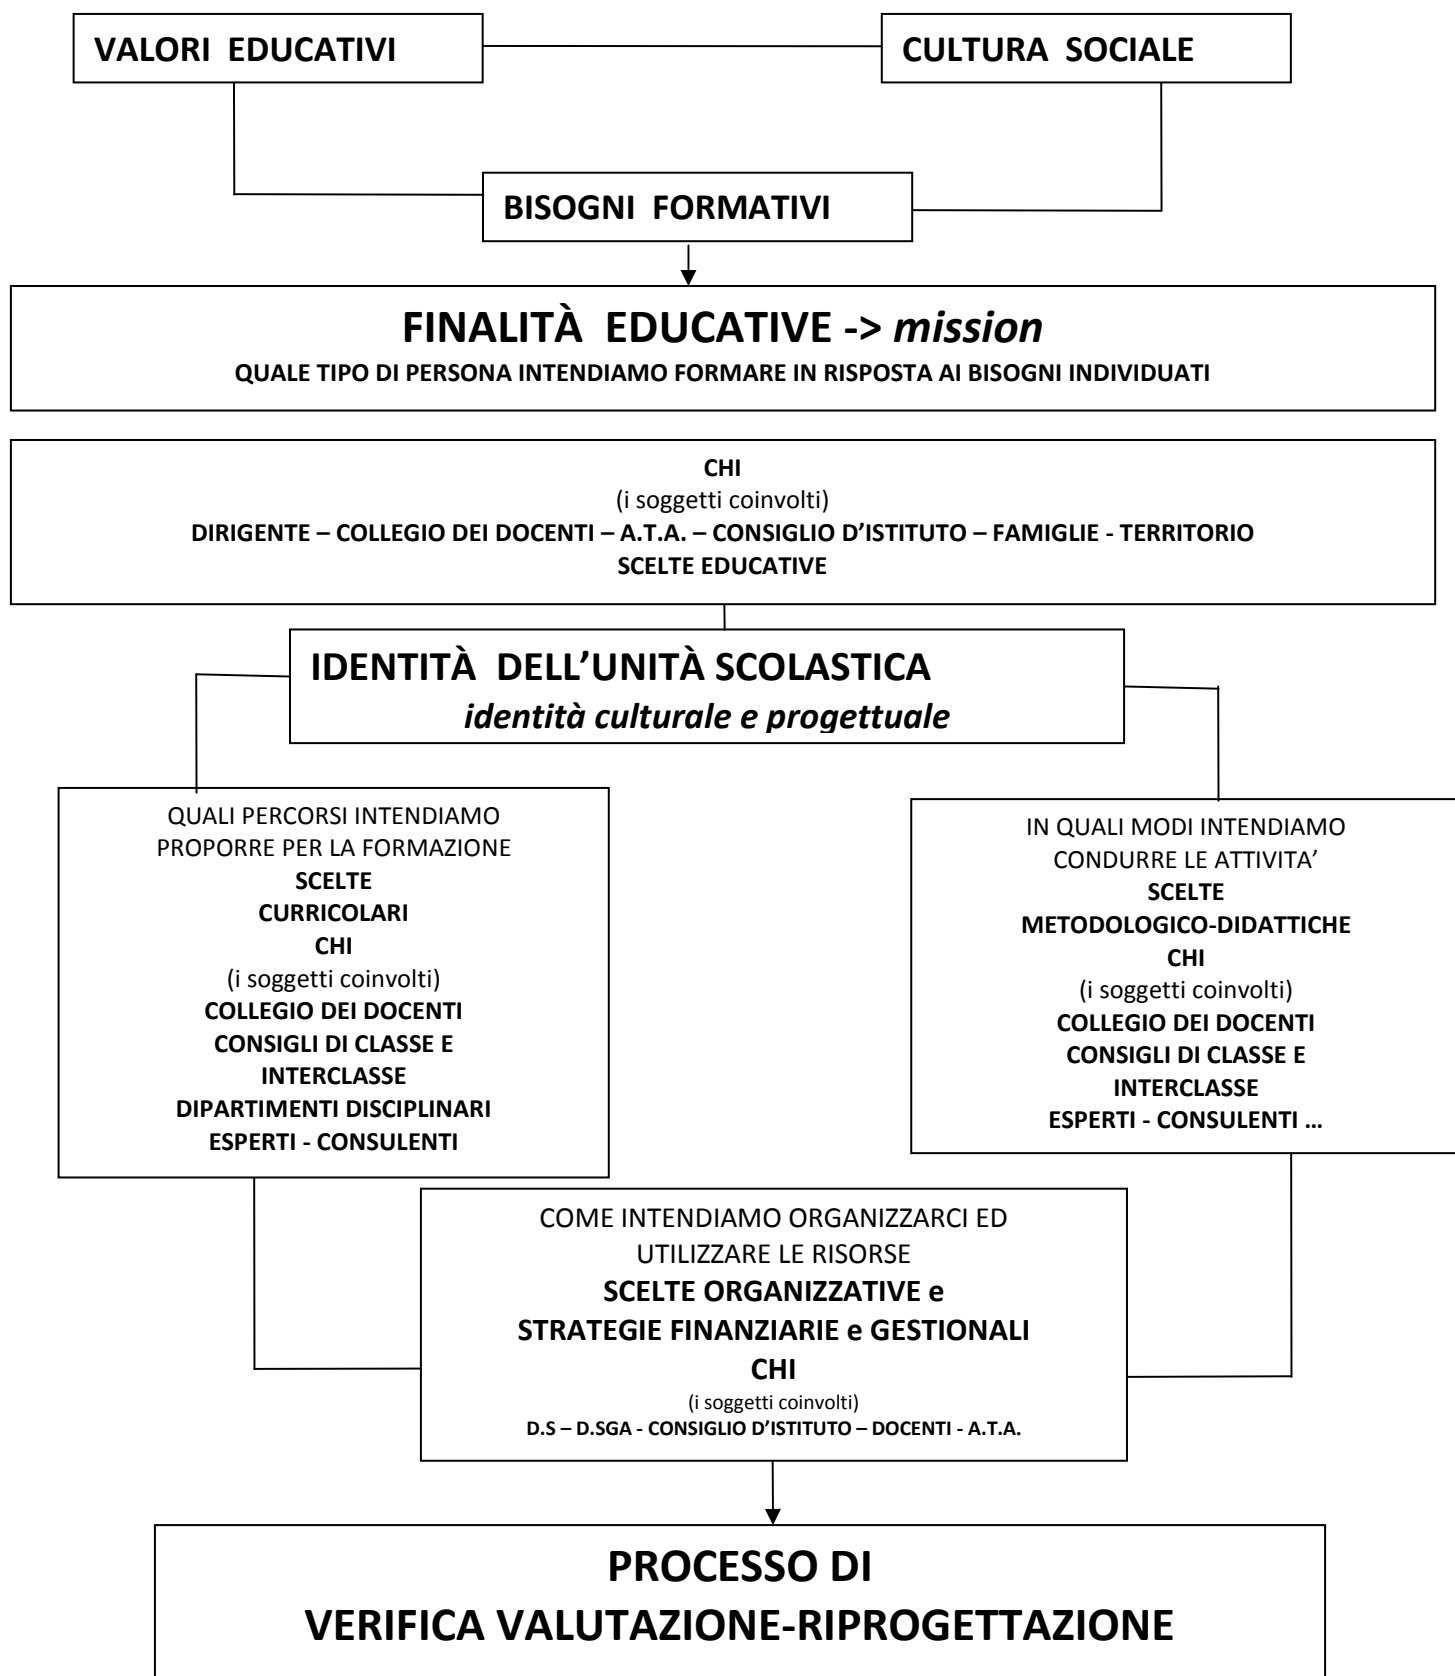 VALORI EDUCATIVI
CULTURA SOCIALE
BISOGNI FORMATIVI
FINALITÀ EDUCATIVE -> mission
QUALE TIPO DI PERSONA INTENDIAMO FORMARE IN RISPOSTA AI BISOGNI INDIVIDUATI
CHI
(i soggetti coinvolti)
DIRIGENTE – COLLEGIO DEI DOCENTI – A.T.A. – CONSIGLIO D’ISTITUTO – FAMIGLIE - TERRITORIO
SCELTE EDUCATIVE
IDENTITÀ DELL’UNITÀ SCOLASTICA
identità culturale e progettuale
QUALI PERCORSI INTENDIAMO
PROPORRE PER LA FORMAZIONE
SCELTE
CURRICOLARI
CHI
(i soggetti coinvolti)
COLLEGIO DEI DOCENTI
CONSIGLI DI CLASSE E
INTERCLASSE
DIPARTIMENTI DISCIPLINARI
ESPERTI - CONSULENTI
IN QUALI MODI INTENDIAMO
CONDURRE LE ATTIVITA’
SCELTE
METODOLOGICO-DIDATTICHE
CHI
(i soggetti coinvolti)
COLLEGIO DEI DOCENTI
CONSIGLI DI CLASSE E
INTERCLASSE
ESPERTI - CONSULENTI …
COME INTENDIAMO ORGANIZZARCI ED
UTILIZZARE LE RISORSE
SCELTE ORGANIZZATIVE e
STRATEGIE FINANZIARIE e GESTIONALI
CHI
(i soggetti coinvolti)
D.S – D.SGA - CONSIGLIO D’ISTITUTO – DOCENTI - A.T.A.
PROCESSO DI
VERIFICA VALUTAZIONE-RIPROGETTAZIONE